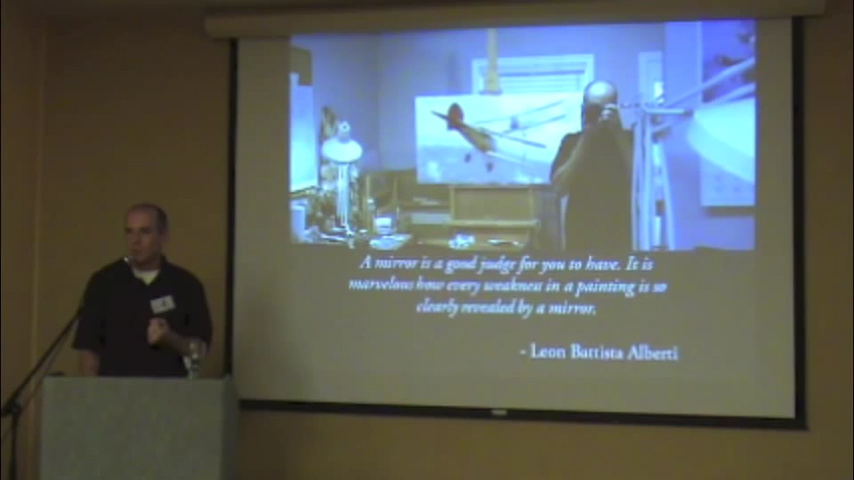 A mirror is a good judge for you to have. It is
marvelous how every weakness in a painting is so
clearly revealed by a mirror.
- Leon Battista Alberti